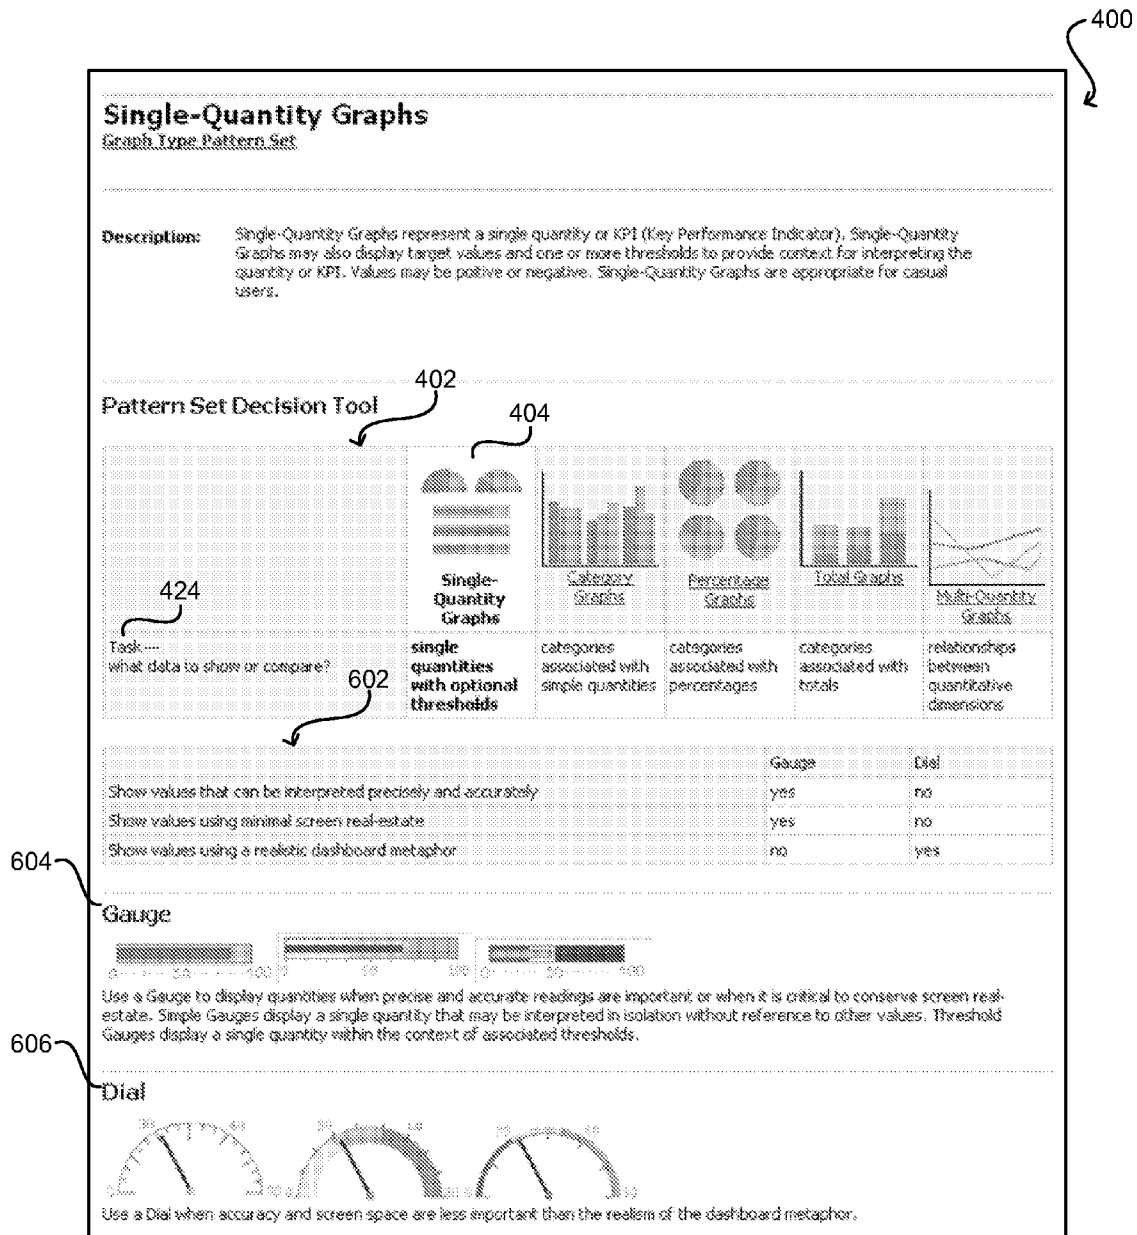 400
Single-Quantity Graphs
Graph Type Pattern Set
Description: Single-Quantity Graphs represent a single quantity or KPI (Key Performance Indicator). Single-Quantity
Graphs may also display target values and one or more thresholds to provide context for interpreting the
quantity or KPI. Values may be poitive or negative. Single-Quantity Graphs are appropriate for casual
users.
402
Pattern Set Decision Tool
404
Single-
Quantity
Graphs
Category
Graphs
Percentage
Graphs
Total Graphs
Multi-Quantity
Graphs
424
Task ---
what data to show or compare?
single
quantities
with optional
thresholds
categories
associated with
simple quantities
categories
associated with
percentages
categories
associated with
totals
relationships
between
quantitative
dimensions
602
Gauge Dial
Show values that can be interpreted precisely and accurately yes no
Show values using minimal screen real-estate yes no
Show values using a realistic dashboard metaphor no yes
604
Gauge
0 50 100 0 50 100 0 50 100
Use a Gauge to display quantities when precise and accurate readings are important or when it is critical to conserve screen real-
estate. Simple Gauges display a single quantity that may be interpreted in isolation without reference to other values. Threshold
Gauges display a single quantity within the context of associated thresholds.
606
Dial
Use a Dial when accuracy and screen space are less important than the realism of the dashboard metaphor.